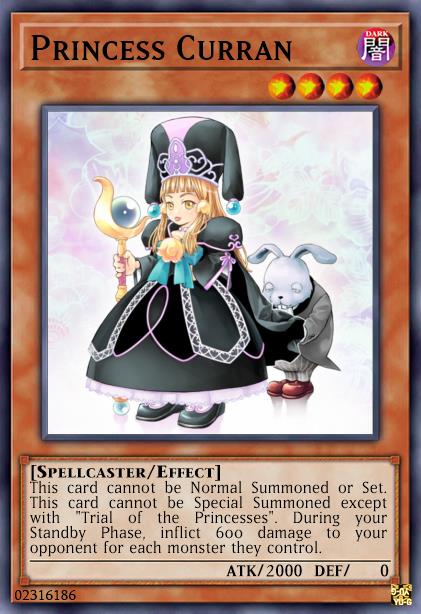 Princess Curran
DARK
闇
[Spellcaster/Effect]
This card cannot be Normal Summoned or Set.
This card cannot be Special Summoned except
with "Trial of the Princesses". During your
Standby Phase, inflict 600 damage to your
opponent for each monster they control.
ATK/2000 DEF/ 0
02316186